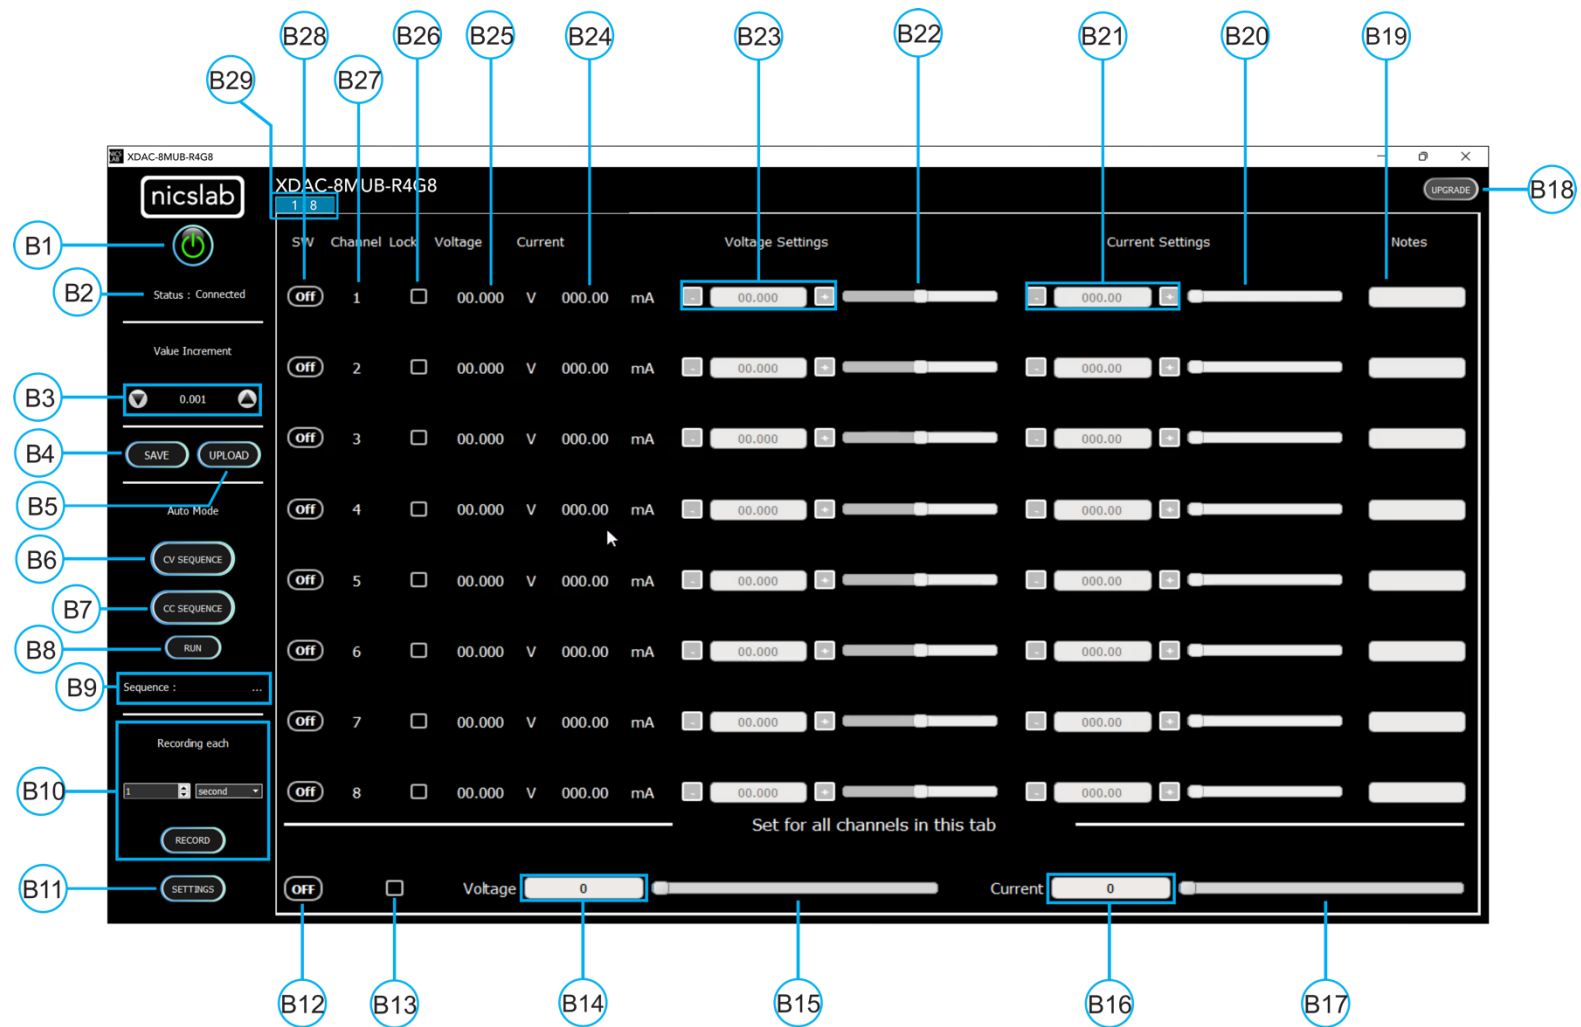 B28 B26 B25 B24 B23 B22 B21 B20 B19
B29 B27
NICS LAB XDAC-8MUB-R4G8
nicslab XDAC-8MUB-R4G8 UPGRADE B18
1 8
B1 SW Channel Lock Voltage Current Voltage Settings Current Settings Notes
B2 Status : Connected Off 1 00.000 V 000.00 mA - 00.000 + - 000.00 +
Value Increment
Off 2 00.000 V 000.00 mA - 00.000 + - 000.00 +
B3 0.001
Off 3 00.000 V 000.00 mA - 00.000 + - 000.00 +
B4 SAVE UPLOAD
B5 Auto Mode Off 4 00.000 V 000.00 mA - 00.000 + - 000.00 +
B6 CV SEQUENCE
Off 5 00.000 V 000.00 mA - 00.000 + - 000.00 +
B7 CC SEQUENCE
B8 RUN Off 6 00.000 V 000.00 mA - 00.000 + - 000.00 +
B9 Sequence : ...
Off 7 00.000 V 000.00 mA - 00.000 + - 000.00 +
Recording each
B10 1 second Off 8 00.000 V 000.00 mA - 00.000 + - 000.00 +
Set for all channels in this tab
RECORD
B11 SETTINGS OFF Voltage 0 Current 0
B12 B13 B14 B15 B16 B17